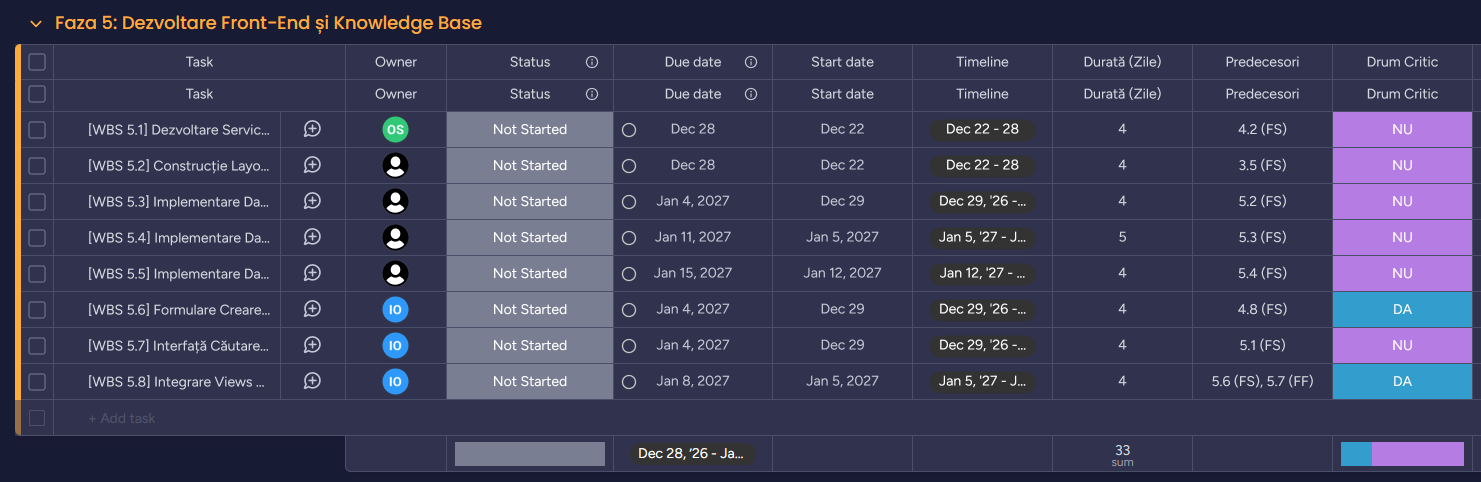 Faza 5: Dezvoltare Front-End și Knowledge Base
Task Owner Status Due date Start date Timeline Durată (Zile) Predecesori Drum Critic
Task Owner Status Due date Start date Timeline Durată (Zile) Predecesori Drum Critic
[WBS 5.1] Dezvoltare Servic... OS Not Started Dec 28 Dec 22 Dec 22 - 28 4 4.2 (FS) NU
[WBS 5.2] Construcție Layo... Not Started Dec 28 Dec 22 Dec 22 - 28 4 3.5 (FS) NU
[WBS 5.3] Implementare Da... Not Started Jan 4, 2027 Dec 29 Dec 29, '26 -... 4 5.2 (FS) NU
[WBS 5.4] Implementare Da... Not Started Jan 11, 2027 Jan 5, 2027 Jan 5, '27 - J... 5 5.3 (FS) NU
[WBS 5.5] Implementare Da... Not Started Jan 15, 2027 Jan 12, 2027 Jan 12, '27 -... 4 5.4 (FS) NU
[WBS 5.6] Formulare Creare... IO Not Started Jan 4, 2027 Dec 29 Dec 29, '26 -... 4 4.8 (FS) DA
[WBS 5.7] Interfață Căutare... IO Not Started Jan 4, 2027 Dec 29 Dec 29, '26 -... 4 5.1 (FS) NU
[WBS 5.8] Integrare Views ... IO Not Started Jan 8, 2027 Jan 5, 2027 Jan 5, '27 - J... 4 5.6 (FS), 5.7 (FF) DA
+ Add task
Dec 28, '26 - Ja... 33
sum